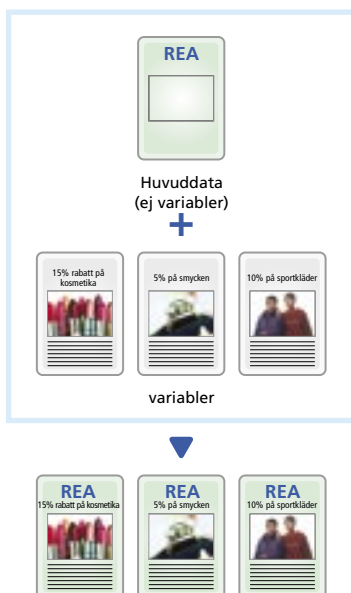 REA
Huvuddata
(ej variabler)
+
15% rabatt på
kosmetika
5% på smycken
10% på sportkläder
variabler
REA
15% rabatt på kosmetika
REA
5% på smycken
REA
10% på sportkläder